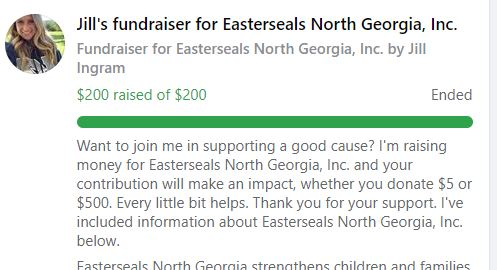 Jill's fundraiser for Easterseals North Georgia, Inc.
Fundraiser for Easterseals North Georgia, Inc. by Jill
Ingram
$200 raised of $200 Ended
Want to join me in supporting a good cause? I'm raising
money for Easterseals North Georgia, Inc. and your
contribution will make an impact, whether you donate $5 or
$500. Every little bit helps. Thank you for your support. I've
included information about Easterseals North Georgia, Inc.
below.
Easterseals North Georgia strengthens children and families